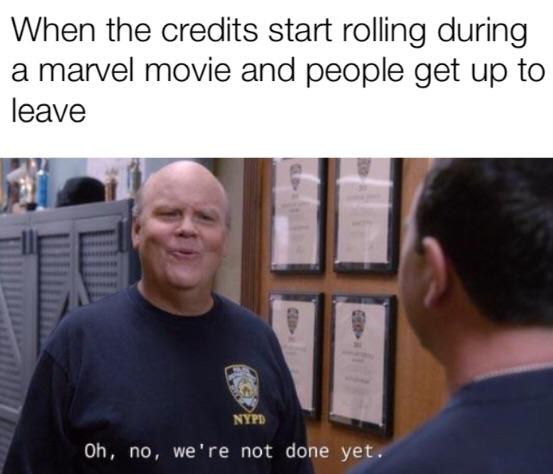 When the credits start rolling during
a marvel movie and people get up to
leave
NYPD
Oh, no, we're not done yet.